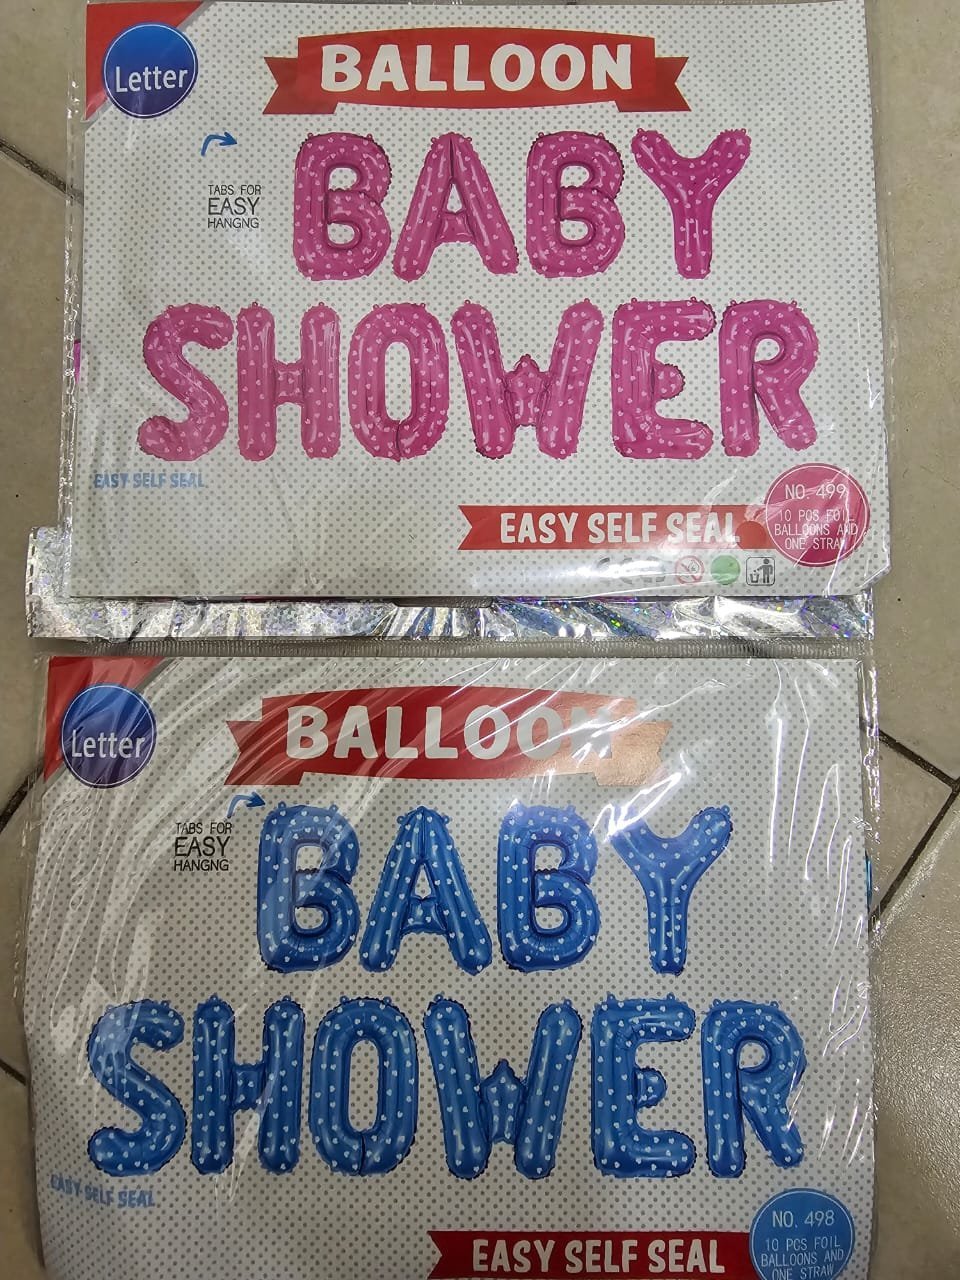 Letter
BALLOON
TABS FOR
EASY
HANGNG
BABY
SHOWER
EASY SELF SEAL
NO. 499
10 PCS FOIL
BALLOONS AND
ONE STRAW
EASY SELF SEAL
Letter
BALLOON
TABS FOR
EASY
HANGNG
BABY
SHOWER
EASY SELF SEAL
NO. 498
10 PCS FOIL
BALLOONS AND
ONE STRAW
EASY SELF SEAL